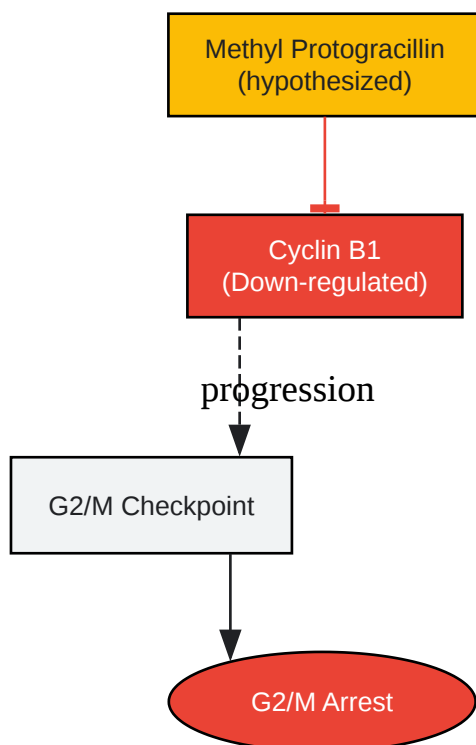 Methyl Protogracillin
(hypothesized)
Cyclin B1
(Down-regulated)
progression
G2/M Checkpoint
G2/M Arrest